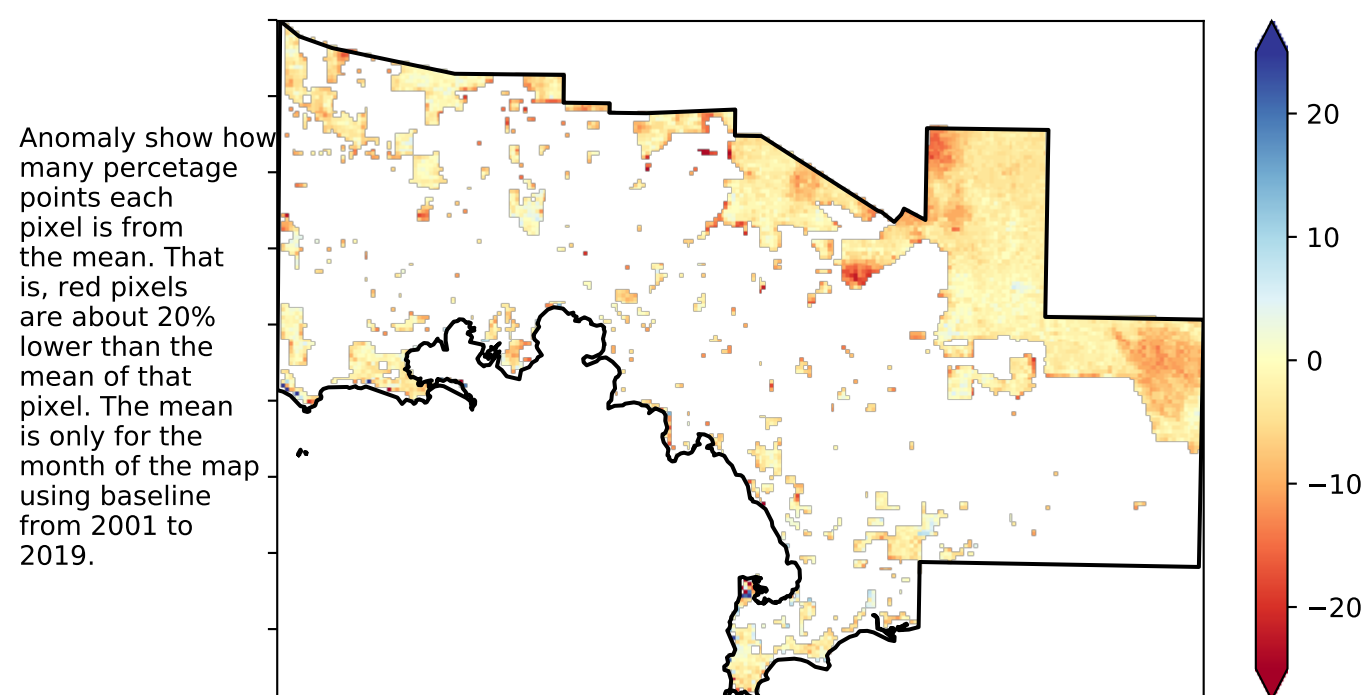 Anomaly show how
many percetage
points each
pixel is from
the mean. That
is, red pixels
are about 20%
lower than the
mean of that
pixel. The mean
is only for the
month of the map
using baseline
from 2001 to
2019.
20
10
0
−10
−20